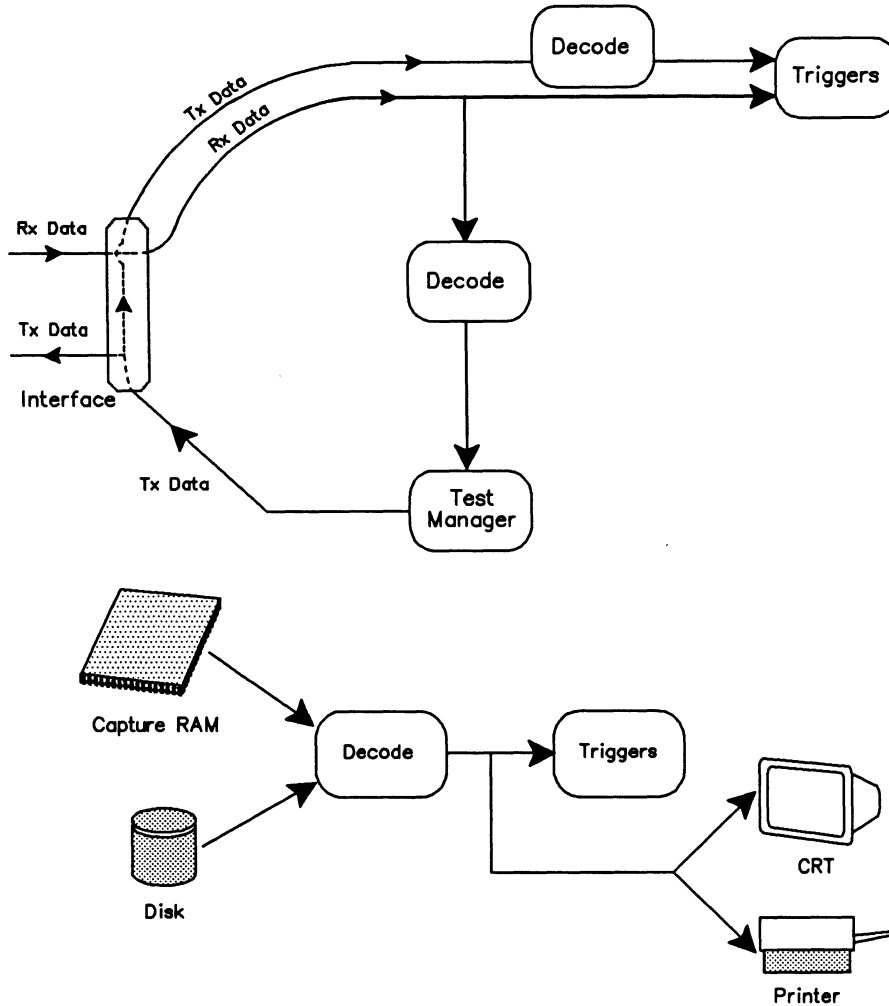 Decode
Triggers
Tx Data
Rx Data
Rx Data
Decode
Tx Data
Interface
Tx Data
Test
Manager
Capture RAM
Decode
Triggers
CRT
Disk
Printer